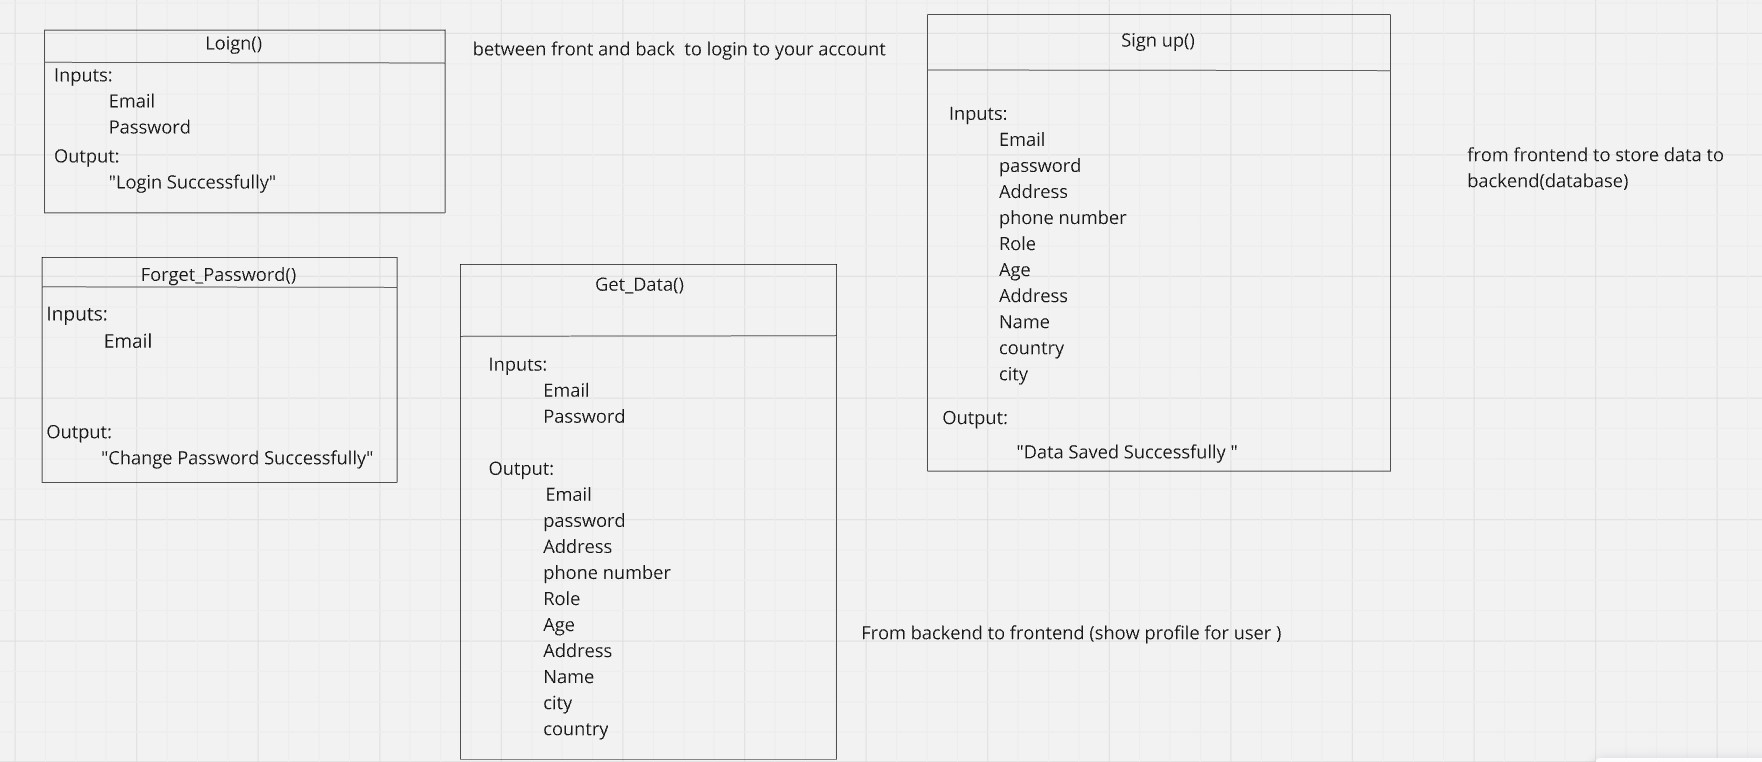 Loign()
Inputs:
Email
Password
Output:
"Login Successfully"
between front and back  to login to your account
Sign up()
Inputs:
Email
password
Address
phone number
Role
Age
Address
Name
country
city
Output:
"Data Saved Successfully "
from frontend to store data to
backend(database)
Forget_Password()
Inputs:
Email
Output:
"Change Password Successfully"
Get_Data()
Inputs:
Email
Password
Output:
Email
password
Address
phone number
Role
Age
Address
Name
city
country
From backend to frontend (show profile for user )